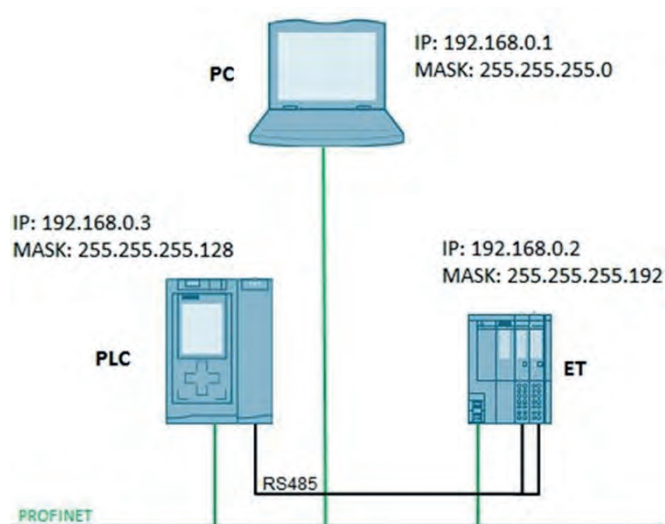 IP: 192.168.0.1
MASK: 255.255.255.0
PC
IP: 192.168.0.3
MASK: 255.255.255.128
IP: 192.168.0.2
MASK: 255.255.255.192
PLC
ET
RS485
PROFINET